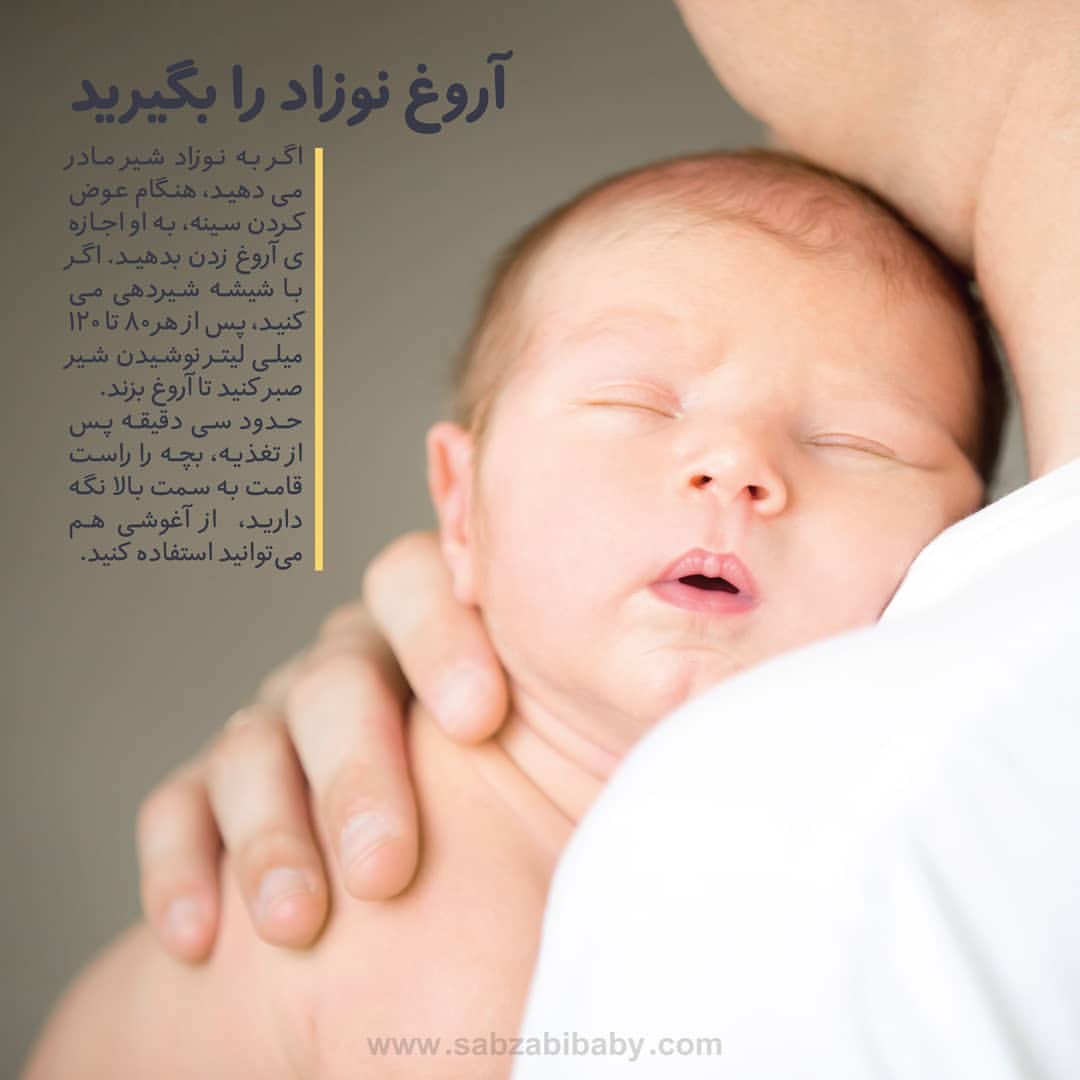 آروغ نوزاد را بگیرید
اگر به نوزاد شیر مادر
می دهید، هنگام عوض
کردن سینه، به او اجازه
ی آروغ زدن بدهید. اگر
با شیشه شیردهی می
کنید، پس از هر ۸۰ تا ۱۲۰
میلی لیتر نوشیدن شیر
صبر کنید تا آروغ بزند.
حدود سی دقیقه پس
از تغذیه، بچه را راست
قامت به سمت بالا نگه
دارید، از آغوشی هم
می‌توانید استفاده کنید.
www.sabzabibaby.com